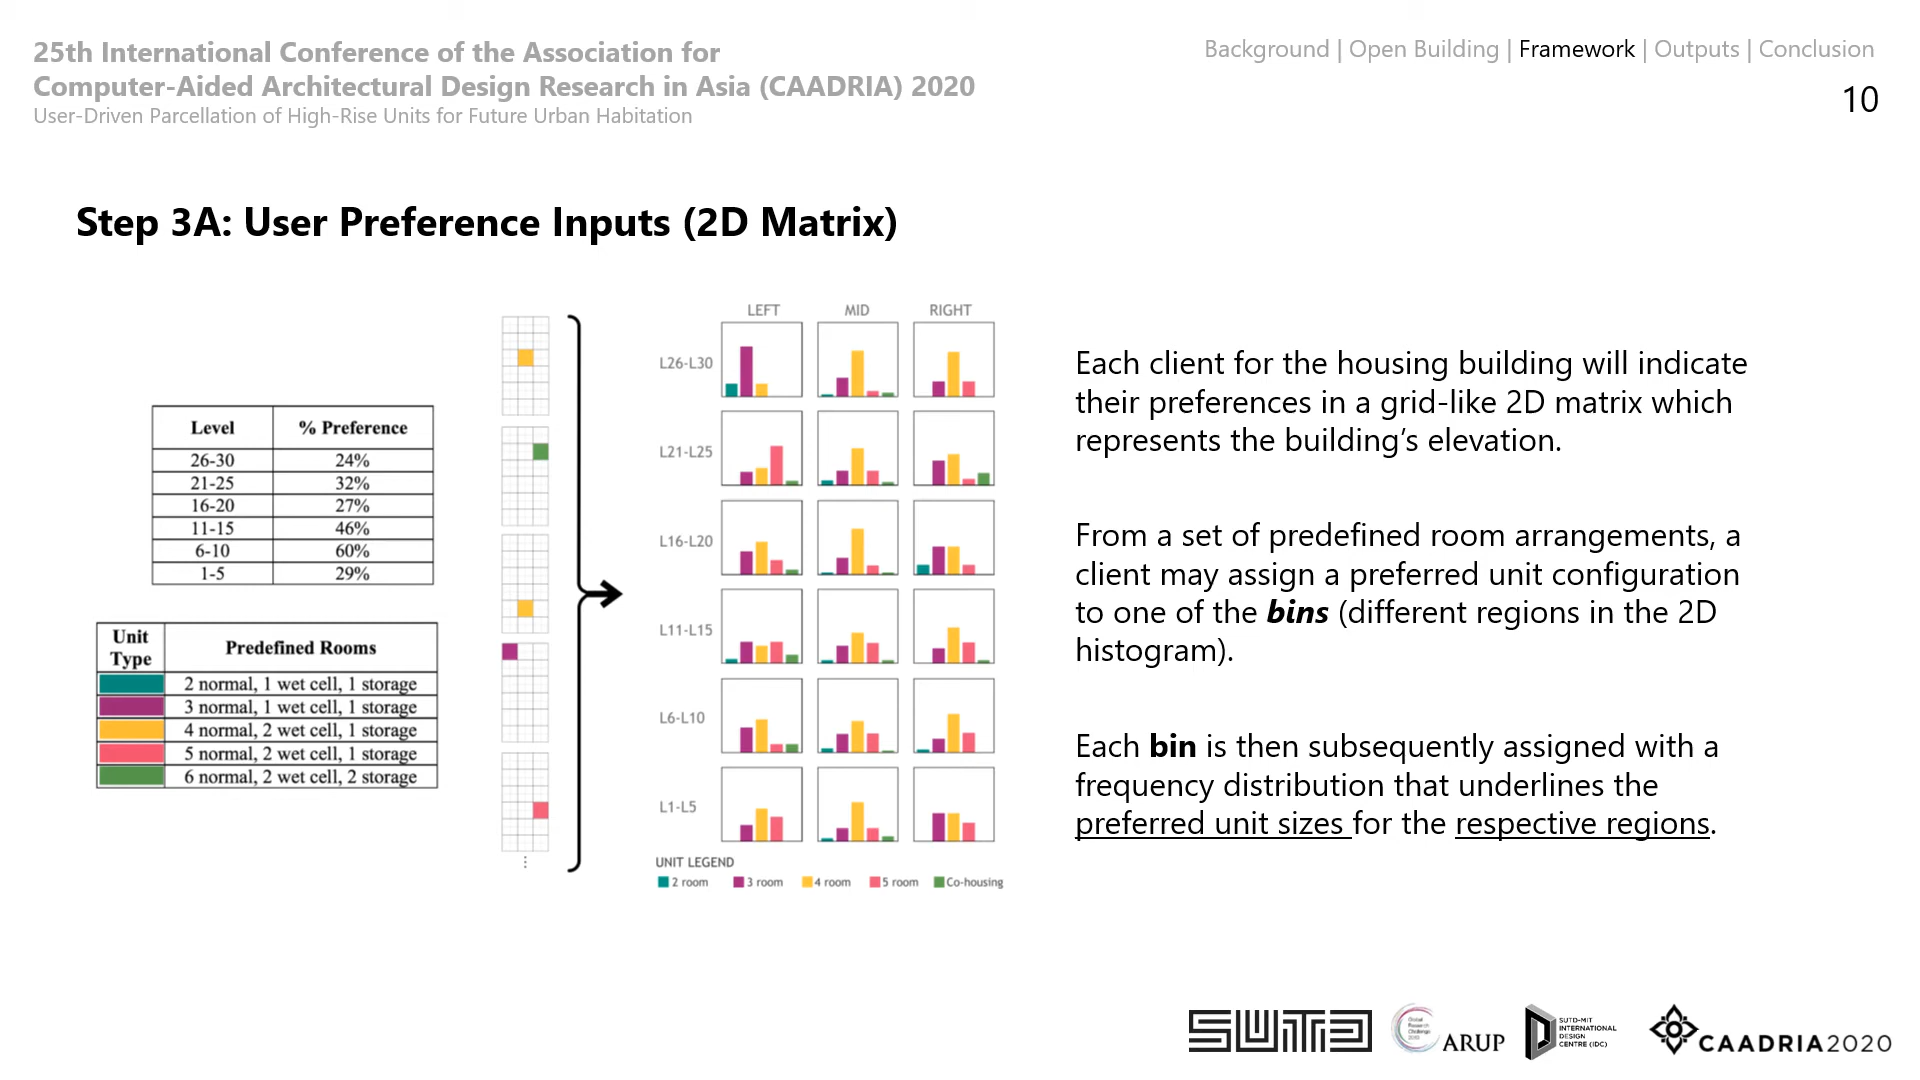 25th International Conference of the Association for
Computer-Aided Architectural Design Research in Asia (CAADRIA) 2020
User-Driven Parcellation of High-Rise Units for Future Urban Habitation
Background | Open Building | Framework | Outputs | Conclusion
10
Step 3A: User Preference Inputs (2D Matrix)
Level % Preference
26-30 24%
21-25 32%
16-20 27%
11-15 46%
6-10 60%
1-5 29%
Unit Type Predefined Rooms
2 normal, 1 wet cell, 1 storage
3 normal, 1 wet cell, 1 storage
4 normal, 2 wet cell, 1 storage
5 normal, 2 wet cell, 1 storage
6 normal, 2 wet cell, 2 storage
LEFT MID RIGHT
L26-L30
L21-L25
L16-L20
L11-L15
L6-L10
L1-L5
UNIT LEGEND
2 room 3 room 4 room 5 room Co-housing
Each client for the housing building will indicate
their preferences in a grid-like 2D matrix which
represents the building’s elevation.
From a set of predefined room arrangements, a
client may assign a preferred unit configuration
to one of the bins (different regions in the 2D
histogram).
Each bin is then subsequently assigned with a
frequency distribution that underlines the
preferred unit sizes for the respective regions.
SUTD
Global
Research
Challenge
ARUP
SUTD-MIT
INTERNATIONAL
DESIGN
CENTRE (IDC)
CAADRIA2020